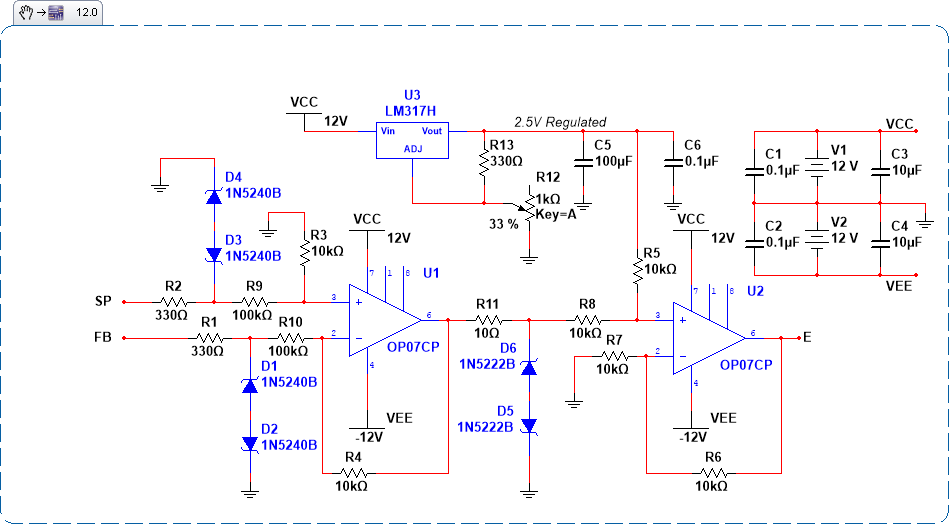 12.0
U3
LM317H
VCC
12V
Vin
Vout
ADJ
2.5V Regulated
R13
330Ω
C5
100µF
C6
0.1µF
R12
1kΩ
Key=A
33 %
VCC
C1
0.1µF
V1
12 V
C3
10µF
C2
0.1µF
V2
12 V
C4
10µF
VEE
D4
1N5240B
D3
1N5240B
R3
10kΩ
VCC
12V
VCC
12V
SP
R2
330Ω
R9
100kΩ
FB
R1
330Ω
R10
100kΩ
D1
1N5240B
D2
1N5240B
U1
7
1
8
3
2
6
4
OP07CP
VEE
-12V
R4
10kΩ
R11
10Ω
D6
1N5222B
D5
1N5222B
R8
10kΩ
R5
10kΩ
R7
10kΩ
U2
7
1
8
3
2
6
4
OP07CP
E
VEE
-12V
R6
10kΩ